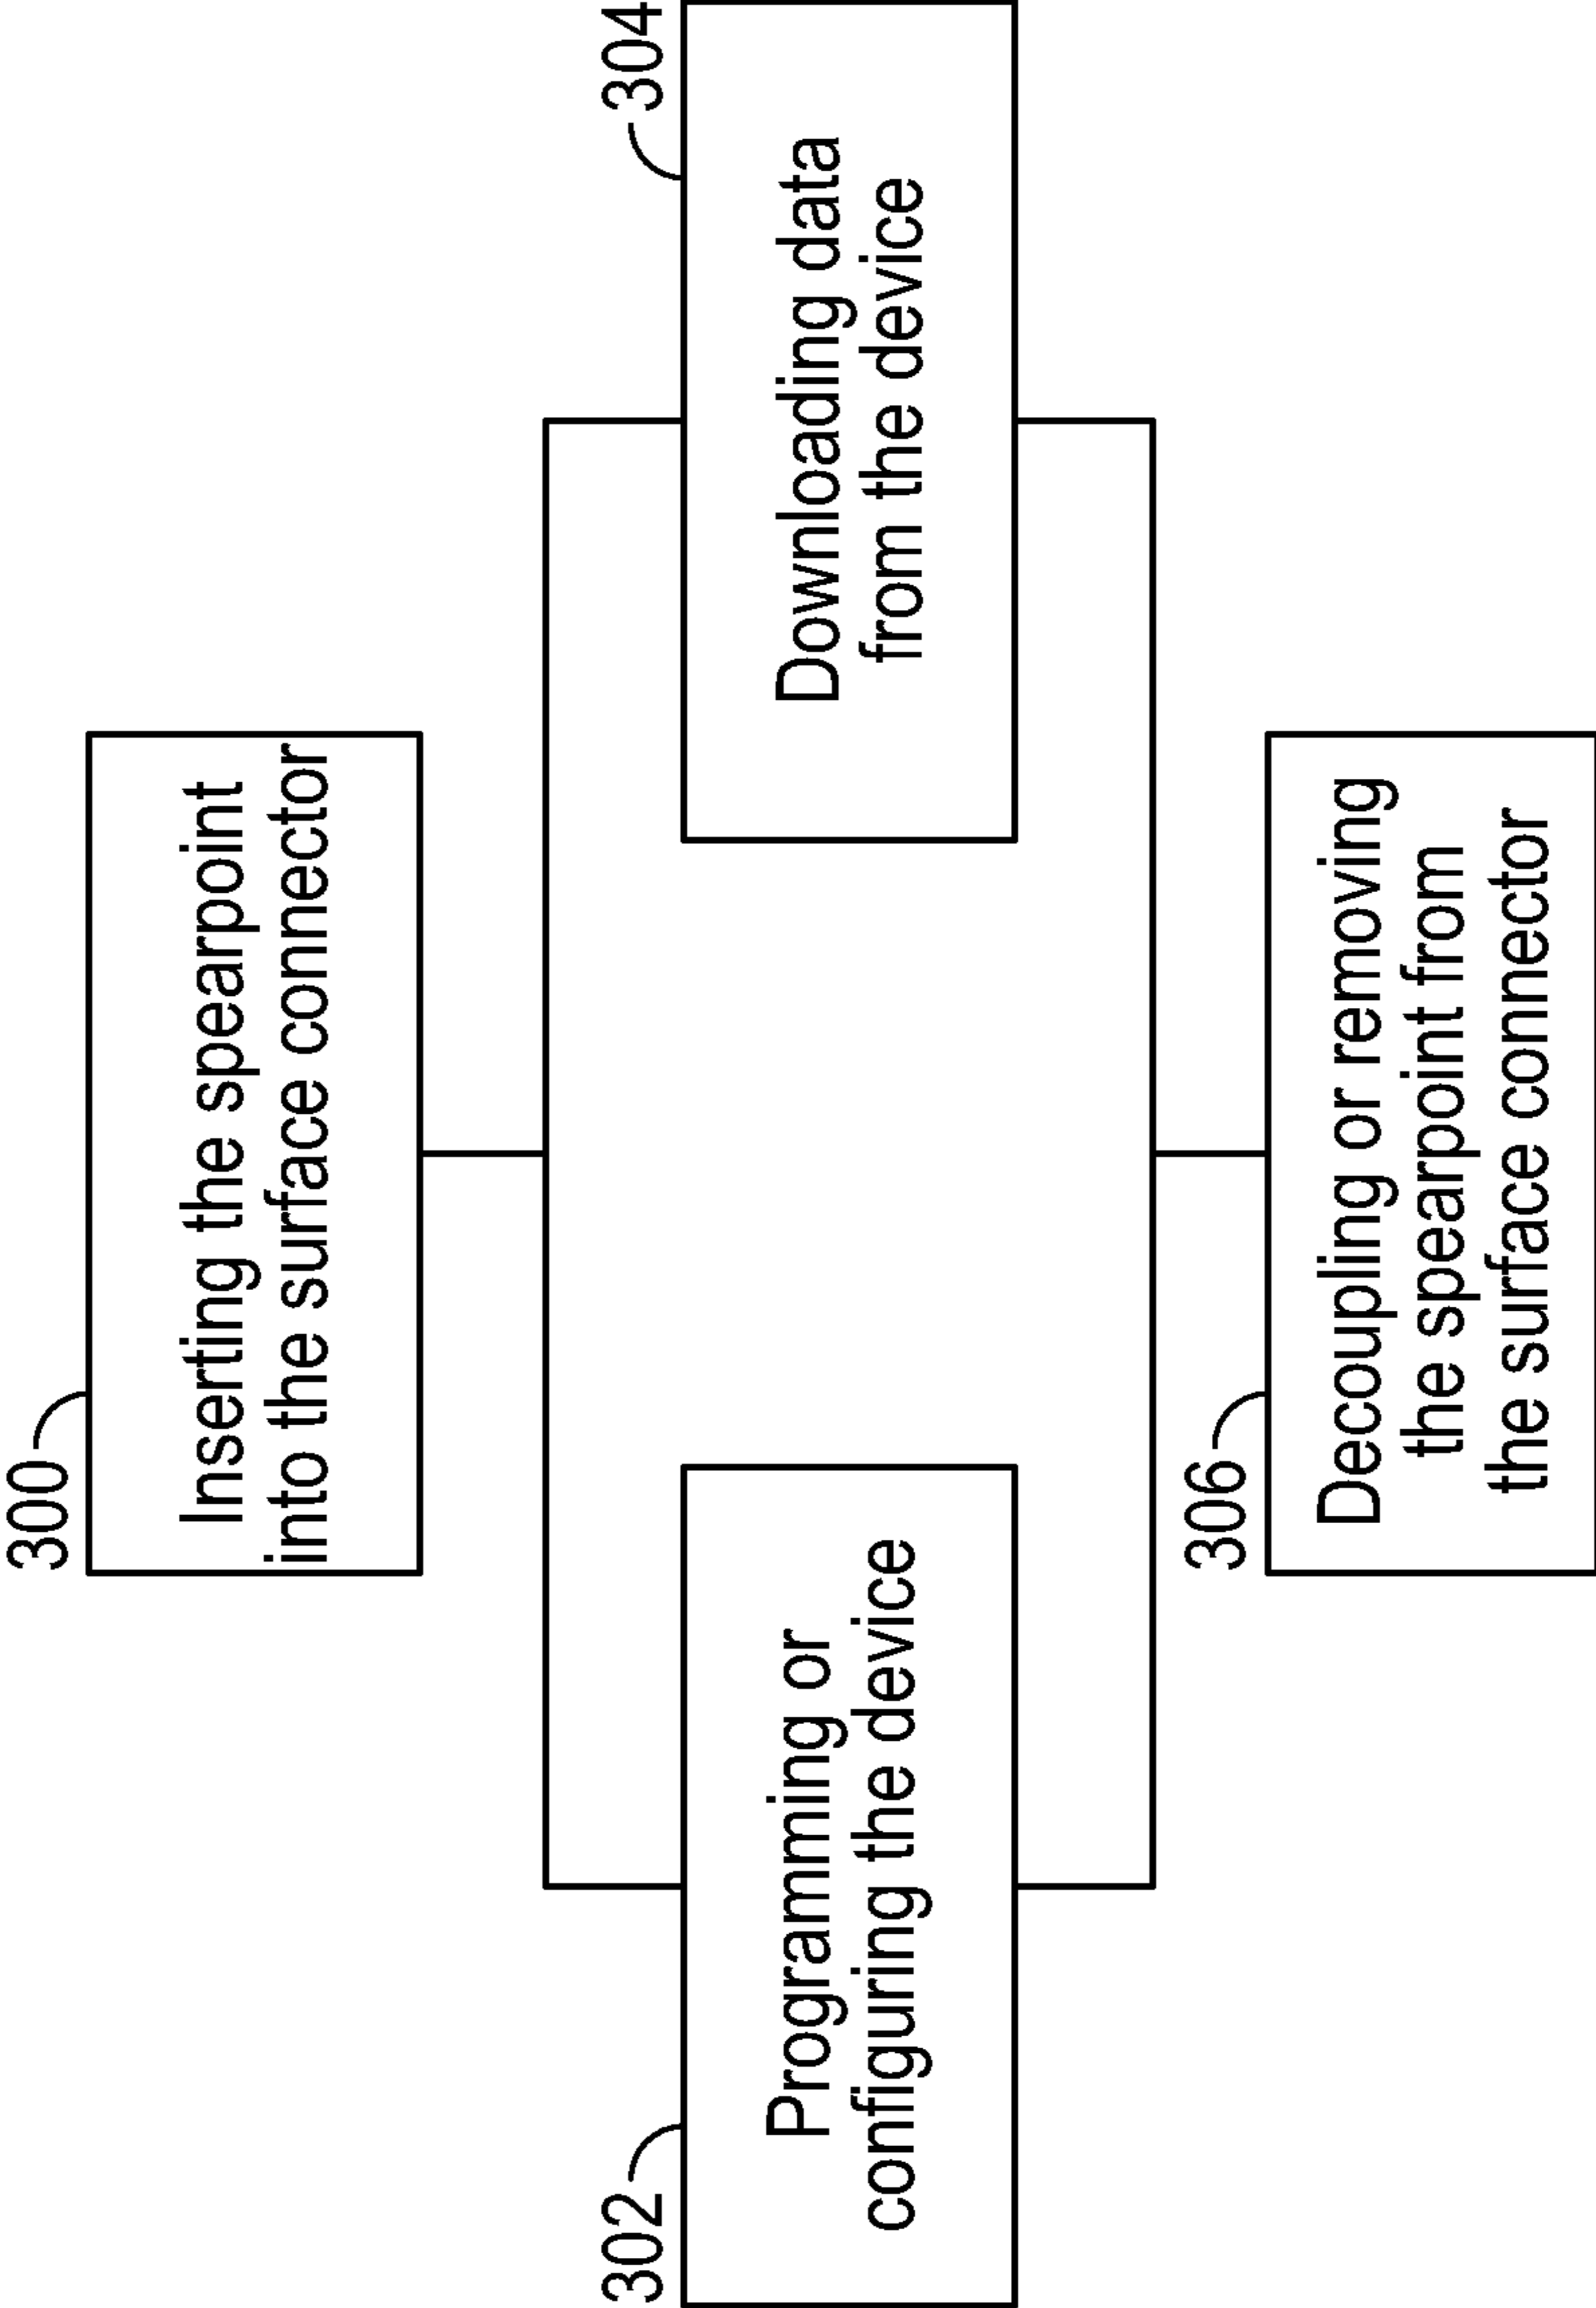 300
Inserting the spearpoint
into the surface connector
302
Programming or
configuring the device
304
Downloading data
from the device
306
Decoupling or removing
the spearpoint from
the surface connector